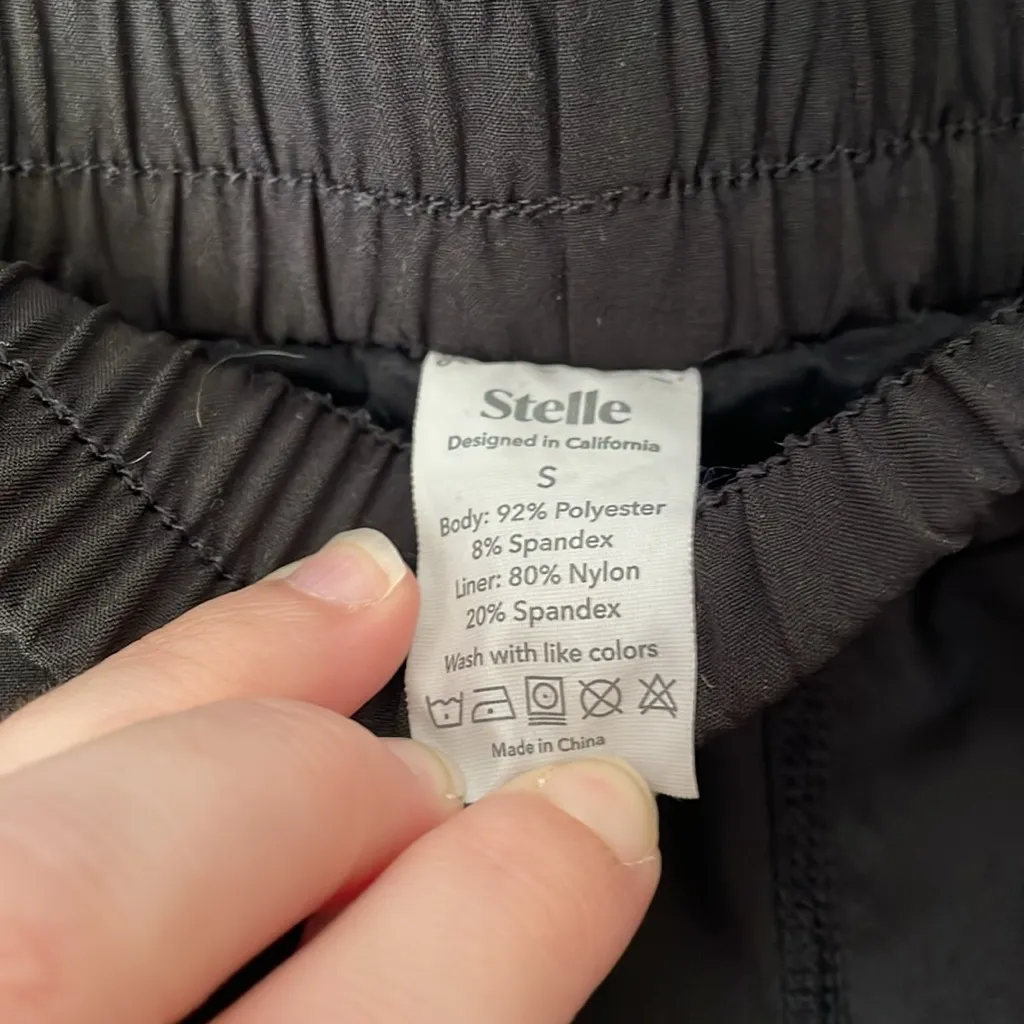 Stelle
Designed in California
S
Body: 92% Polyester
8% Spandex
Liner: 80% Nylon
20% Spandex
Wash with like colors
Made in China